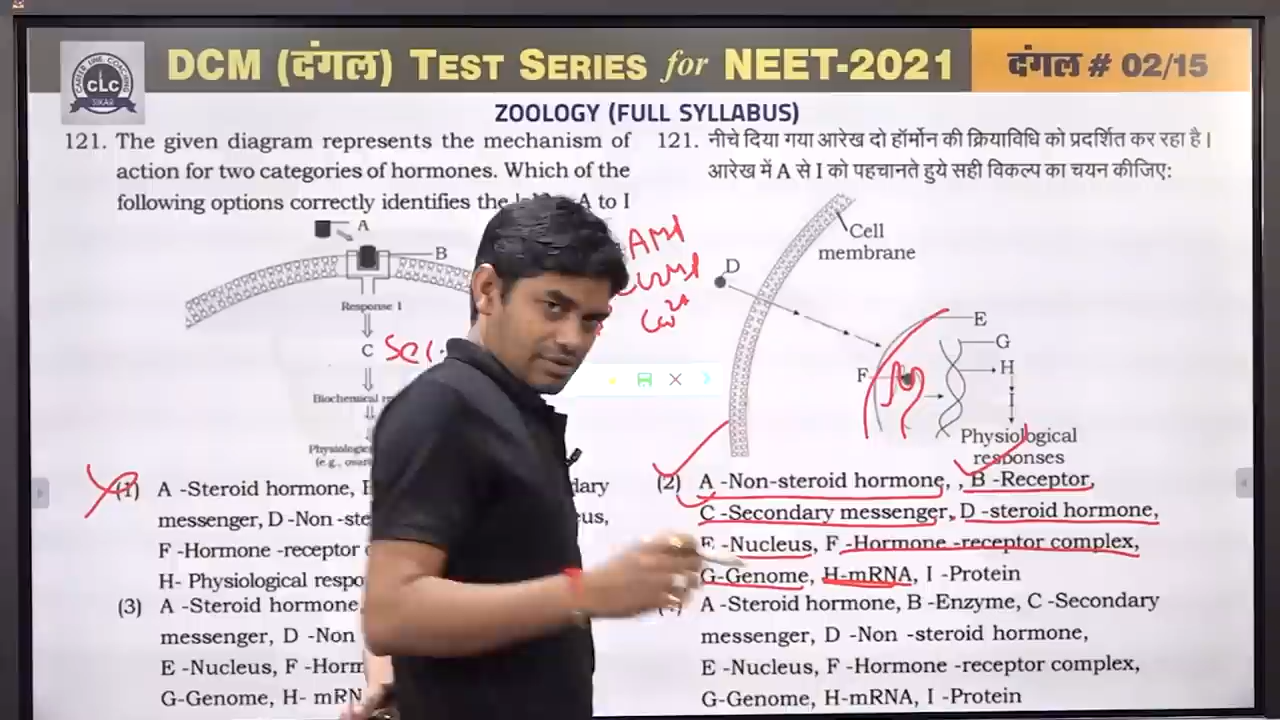 DCM (दंगल) TEST SERIES for NEET-2021
दंगल # 02/15
CLC
SIKAR
ZOOLOGY (FULL SYLLABUS)
121. The given diagram represents the mechanism of
action for two categories of hormones. Which of the
following options correctly identifies the A to I
A
B
Response 1
C
Biochemical
(1) A -Steroid hormone,
messenger, D -Non -ste
F -Hormone -receptor
H- Physiological respo
(3) A -Steroid hormone,
messenger, D -Non
E -Nucleus, F -Horm
G-Genome, H- mRN
121. नीचे दिया गया आरेख दो हॉर्मोन की क्रियाविधि को प्रदर्शित कर रहा है।
आरेख में A से I को पहचानते हुये सही विकल्प का चयन कीजिए:
Cell
membrane
D
E
G
F
H
I
Physiological
responses
(2) A -Non-steroid hormone, , B -Receptor,
C -Secondary messenger, D -steroid hormone,
E -Nucleus, F -Hormone -receptor complex,
G-Genome, H-mRNA, I -Protein
A -Steroid hormone, B -Enzyme, C -Secondary
messenger, D -Non -steroid hormone,
E -Nucleus, F -Hormone -receptor complex,
G-Genome, H-mRNA, I -Protein